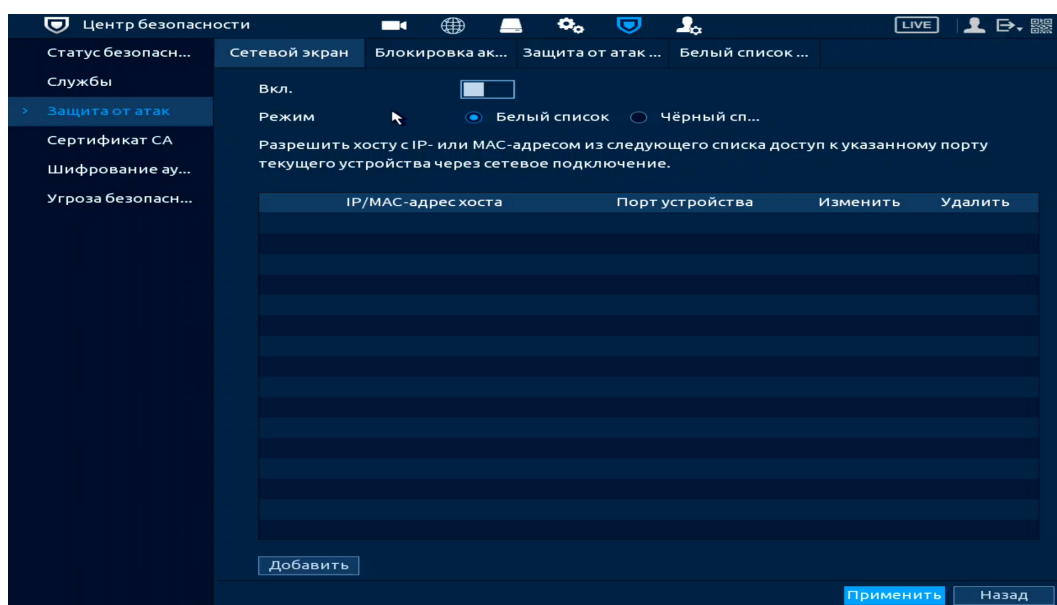 Центр безопасности LIVE
Статус безопасн...
Службы
Защита от атак
Сертификат CA
Шифрование ау...
Угроза безопасн...
Сетевой экран Блокировка ак... Защита от атак ... Белый список ...
Вкл.
Режим Белый список Чёрный сп...
Разрешить хосту с IP- или MAC-адресом из следующего списка доступ к указанному порту
текущего устройства через сетевое подключение.
IP/MAC-адрес хоста Порт устройства Изменить Удалить
Добавить
Применить Назад